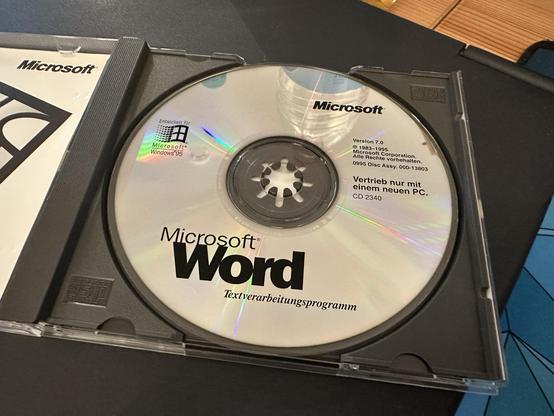 Microsoft
Entwickelt für
Microsoft®
Windows 95
Microsoft®
Version 7.0
© 1983-1995
Microsoft Corporation.
Alle Rechte vorbehalten.
0995 Disc Assy. 000-13803
Vertrieb nur mit
einem neuen PC.
CD 2340
Microsoft®
Word
Textverarbeitungsprogramm